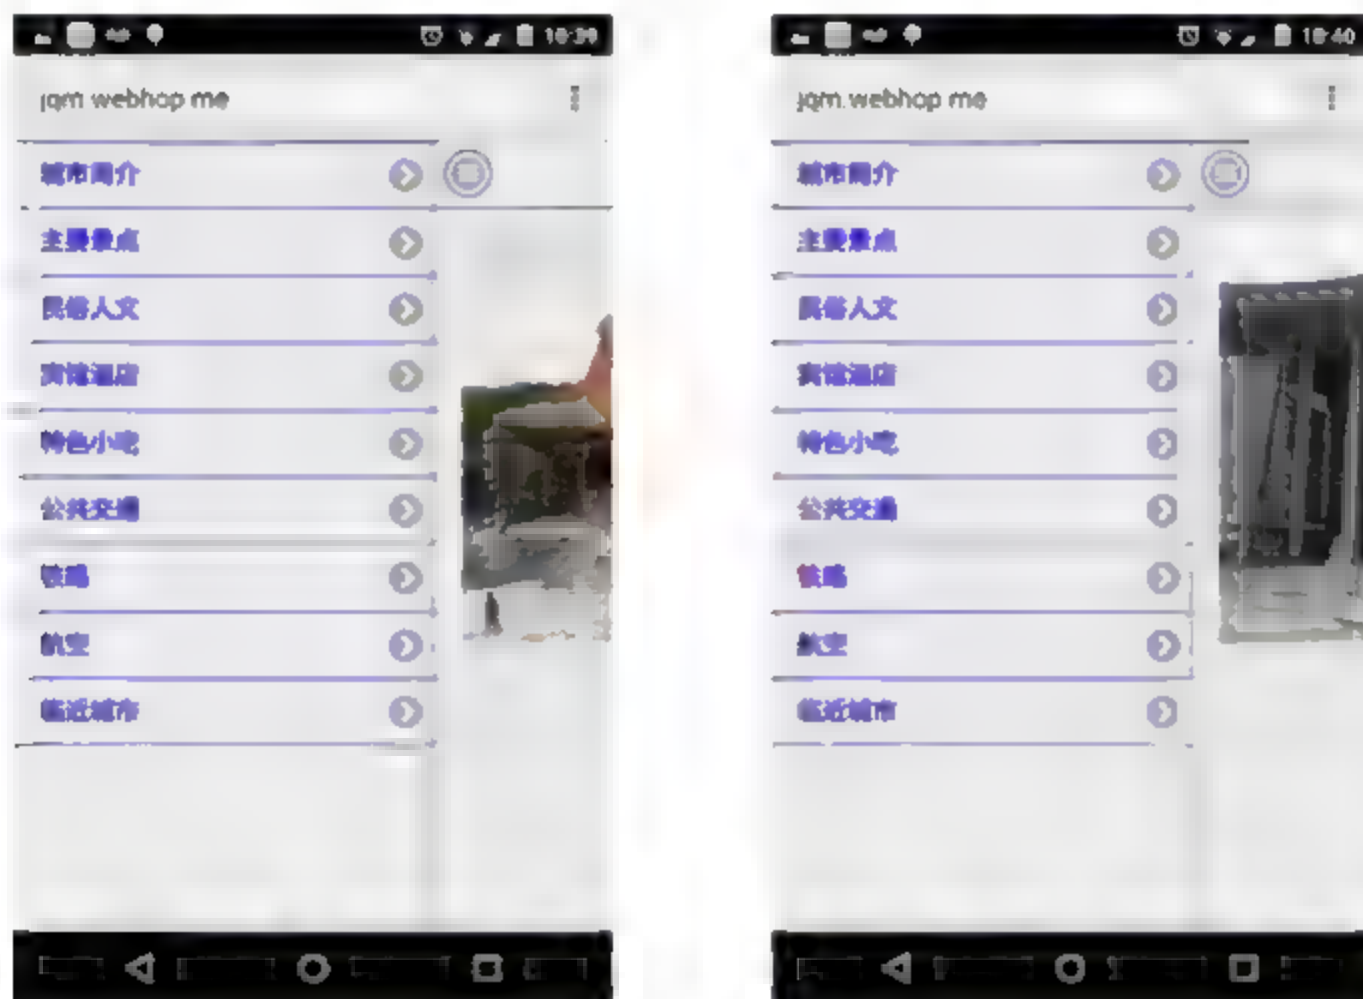 10:39
jqm.webhop.me
城市简介
主要景点
民俗人文
宾馆酒店
特色小吃
公共交通
铁路
航空
临近城市
10:40
jqm.webhop.me
城市简介
主要景点
民俗人文
宾馆酒店
特色小吃
公共交通
铁路
航空
临近城市